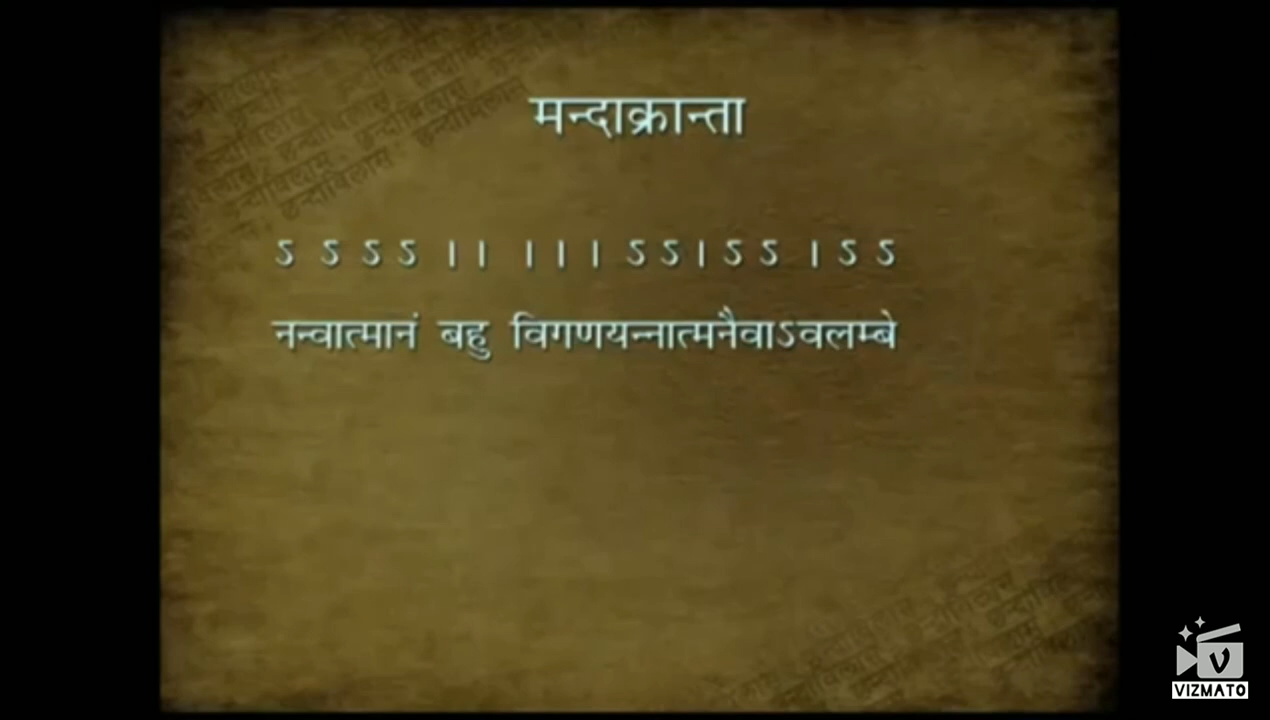 मन्दाक्रान्ता
ऽ ऽ ऽ ऽ । । । । । ऽ ऽ । ऽ ऽ । ऽ ऽ
नन्वात्मानं बहु विगणयन्नात्मनैवाऽवलम्बे
VIZMATO